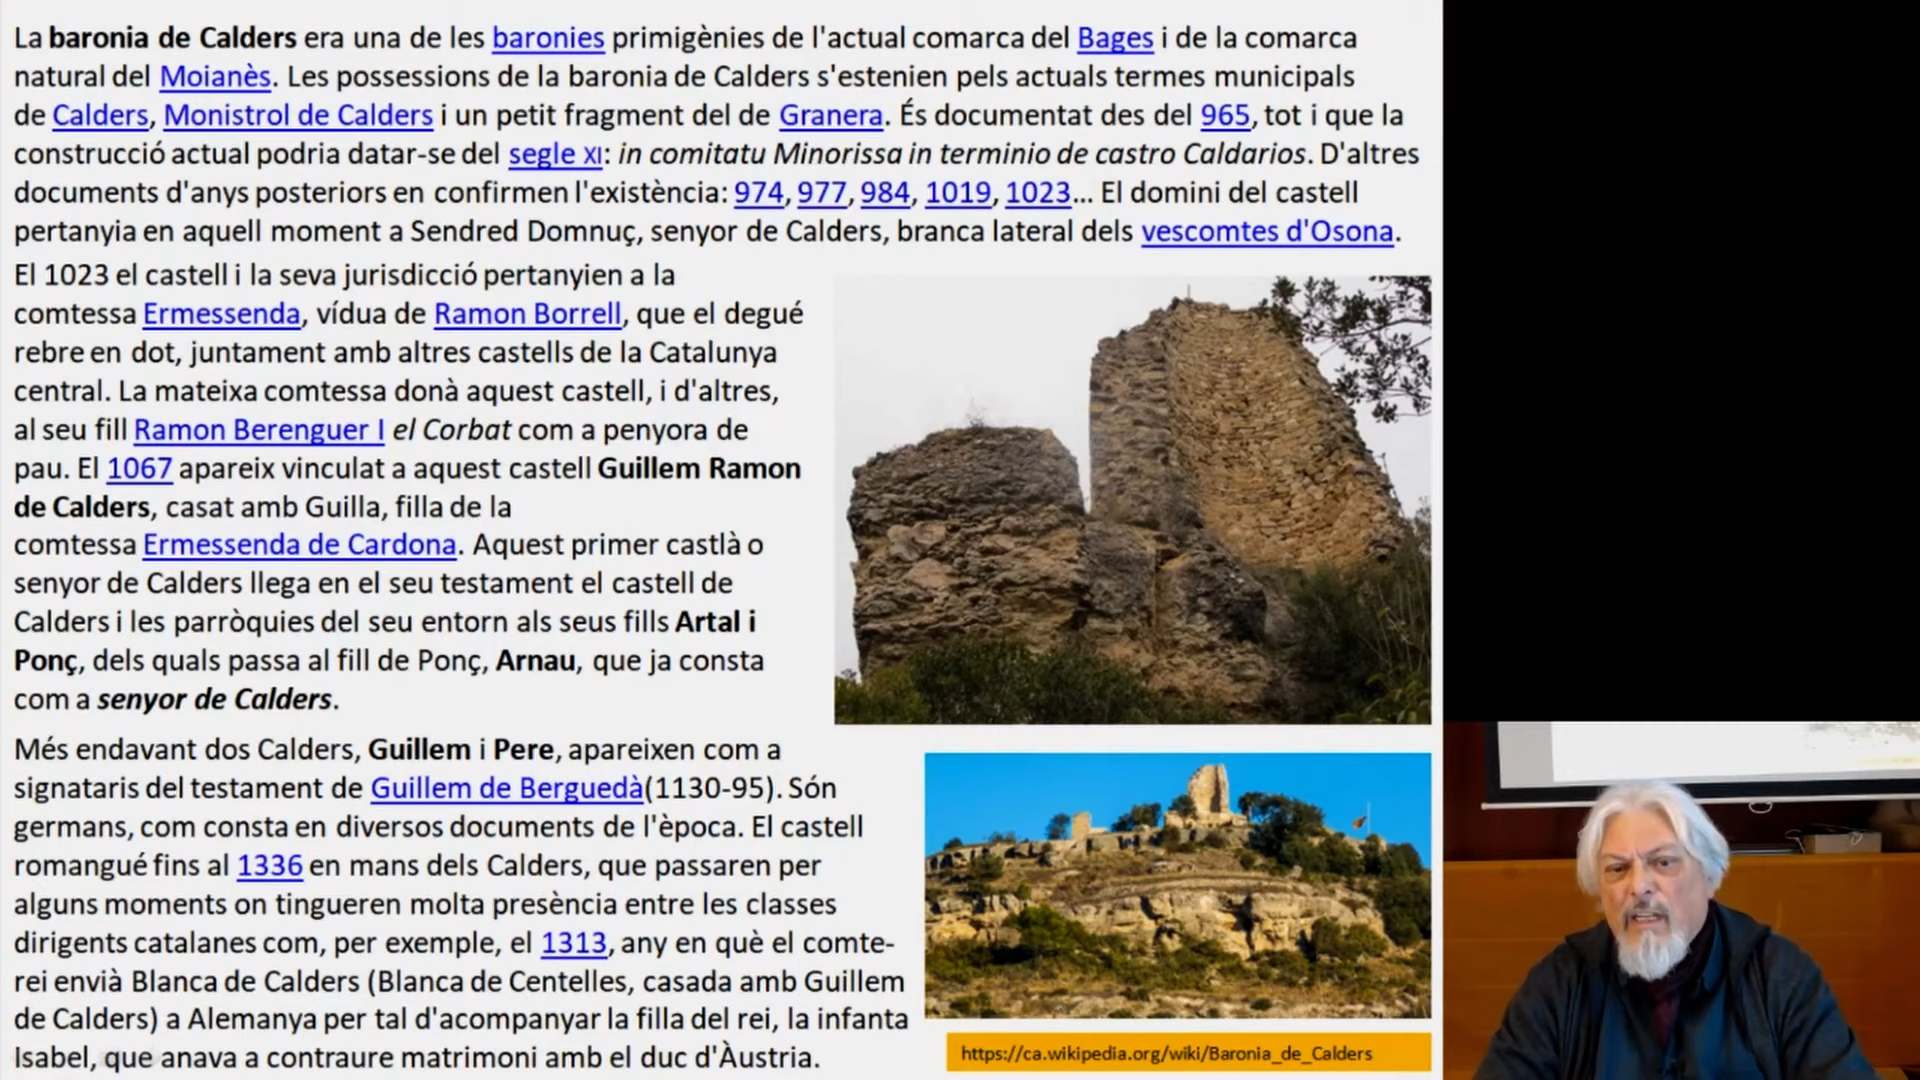 La baronia de Calders era una de les baronies primigènies de l'actual comarca del Bages i de la comarca
natural del Moianès. Les possessions de la baronia de Calders s'estenien pels actuals termes municipals
de Calders, Monistrol de Calders i un petit fragment del de Granera. És documentat des del 965, tot i que la
construcció actual podria datar-se del segle XI: in comitatu Minorissa in terminio de castro Caldarios. D'altres
documents d'anys posteriors en confirmen l'existència: 974, 977, 984, 1019, 1023... El domini del castell
pertanyia en aquell moment a Sendred Domnuç, senyor de Calders, branca lateral dels vescomtes d'Osona.
El 1023 el castell i la seva jurisdicció pertanyien a la
comtessa Ermessenda, vídua de Ramon Borrell, que el degué
rebre en dot, juntament amb altres castells de la Catalunya
central. La mateixa comtessa donà aquest castell, i d'altres,
al seu fill Ramon Berenguer I el Corbat com a penyora de
pau. El 1067 apareix vinculat a aquest castell Guillem Ramon
de Calders, casat amb Guilla, filla de la
comtessa Ermessenda de Cardona. Aquest primer castlà o
senyor de Calders llega en el seu testament el castell de
Calders i les parròquies del seu entorn als seus fills Artal i
Ponç, dels quals passa al fill de Ponç, Arnau, que ja consta
com a senyor de Calders.
Més endavant dos Calders, Guillem i Pere, apareixen com a
signataris del testament de Guillem de Berguedà(1130-95). Són
germans, com consta en diversos documents de l'època. El castell
romangué fins al 1336 en mans dels Calders, que passaren per
alguns moments on tingueren molta presència entre les classes
dirigents catalanes com, per exemple, el 1313, any en què el comte-
rei envià Blanca de Calders (Blanca de Centelles, casada amb Guillem
de Calders) a Alemanya per tal d'acompanyar la filla del rei, la infanta
Isabel, que anava a contraure matrimoni amb el duc d'Àustria.
https://ca.wikipedia.org/wiki/Baronia_de_Calders